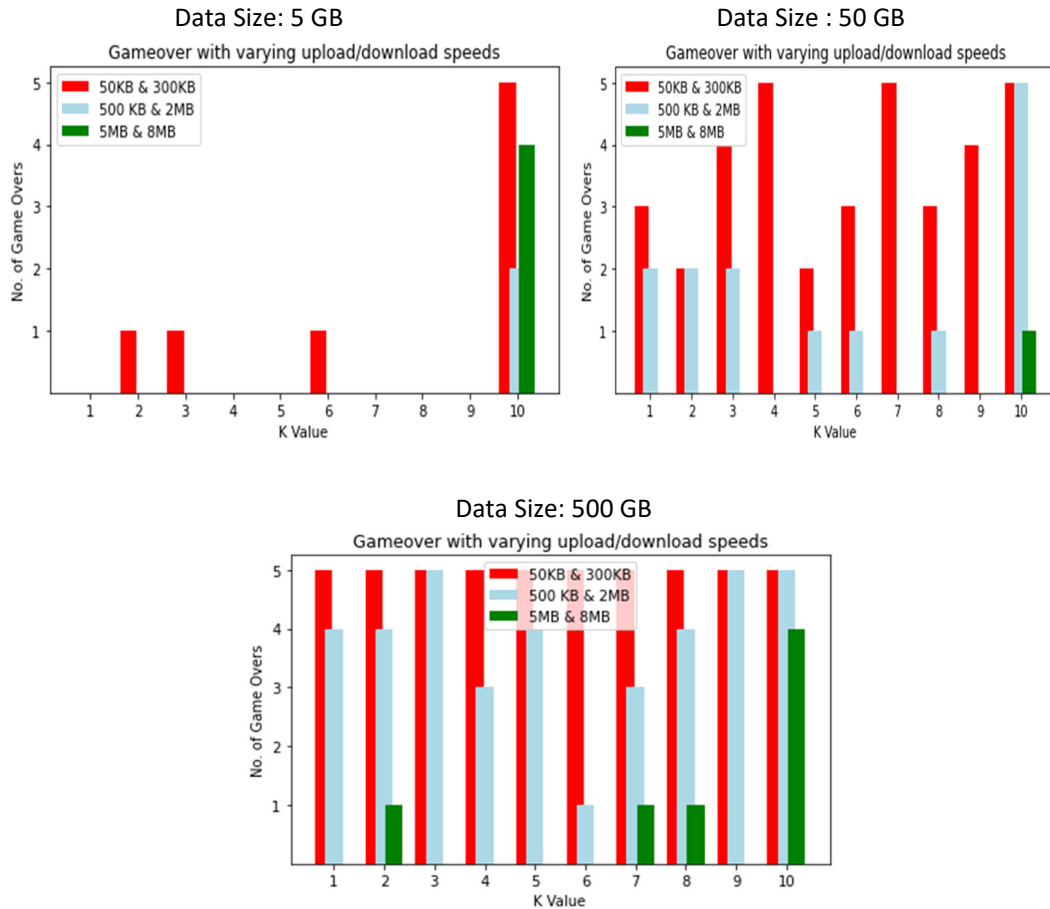 Data Size: 5 GB
Gameover with varying upload/download speeds
50KB & 300KB
500 KB & 2MB
5MB & 8MB
No. of Game Overs
5
4
3
2
1
1 2 3 4 5 6 7 8 9 10
K Value
Data Size : 50 GB
Gameover with varying upload/download speeds
50KB & 300KB
500 KB & 2MB
5MB & 8MB
No. of Game Overs
5
4
3
2
1
1 2 3 4 5 6 7 8 9 10
K Value
Data Size: 500 GB
Gameover with varying upload/download speeds
50KB & 300KB
500 KB & 2MB
5MB & 8MB
No. of Game Overs
5
4
3
2
1
1 2 3 4 5 6 7 8 9 10
K Value